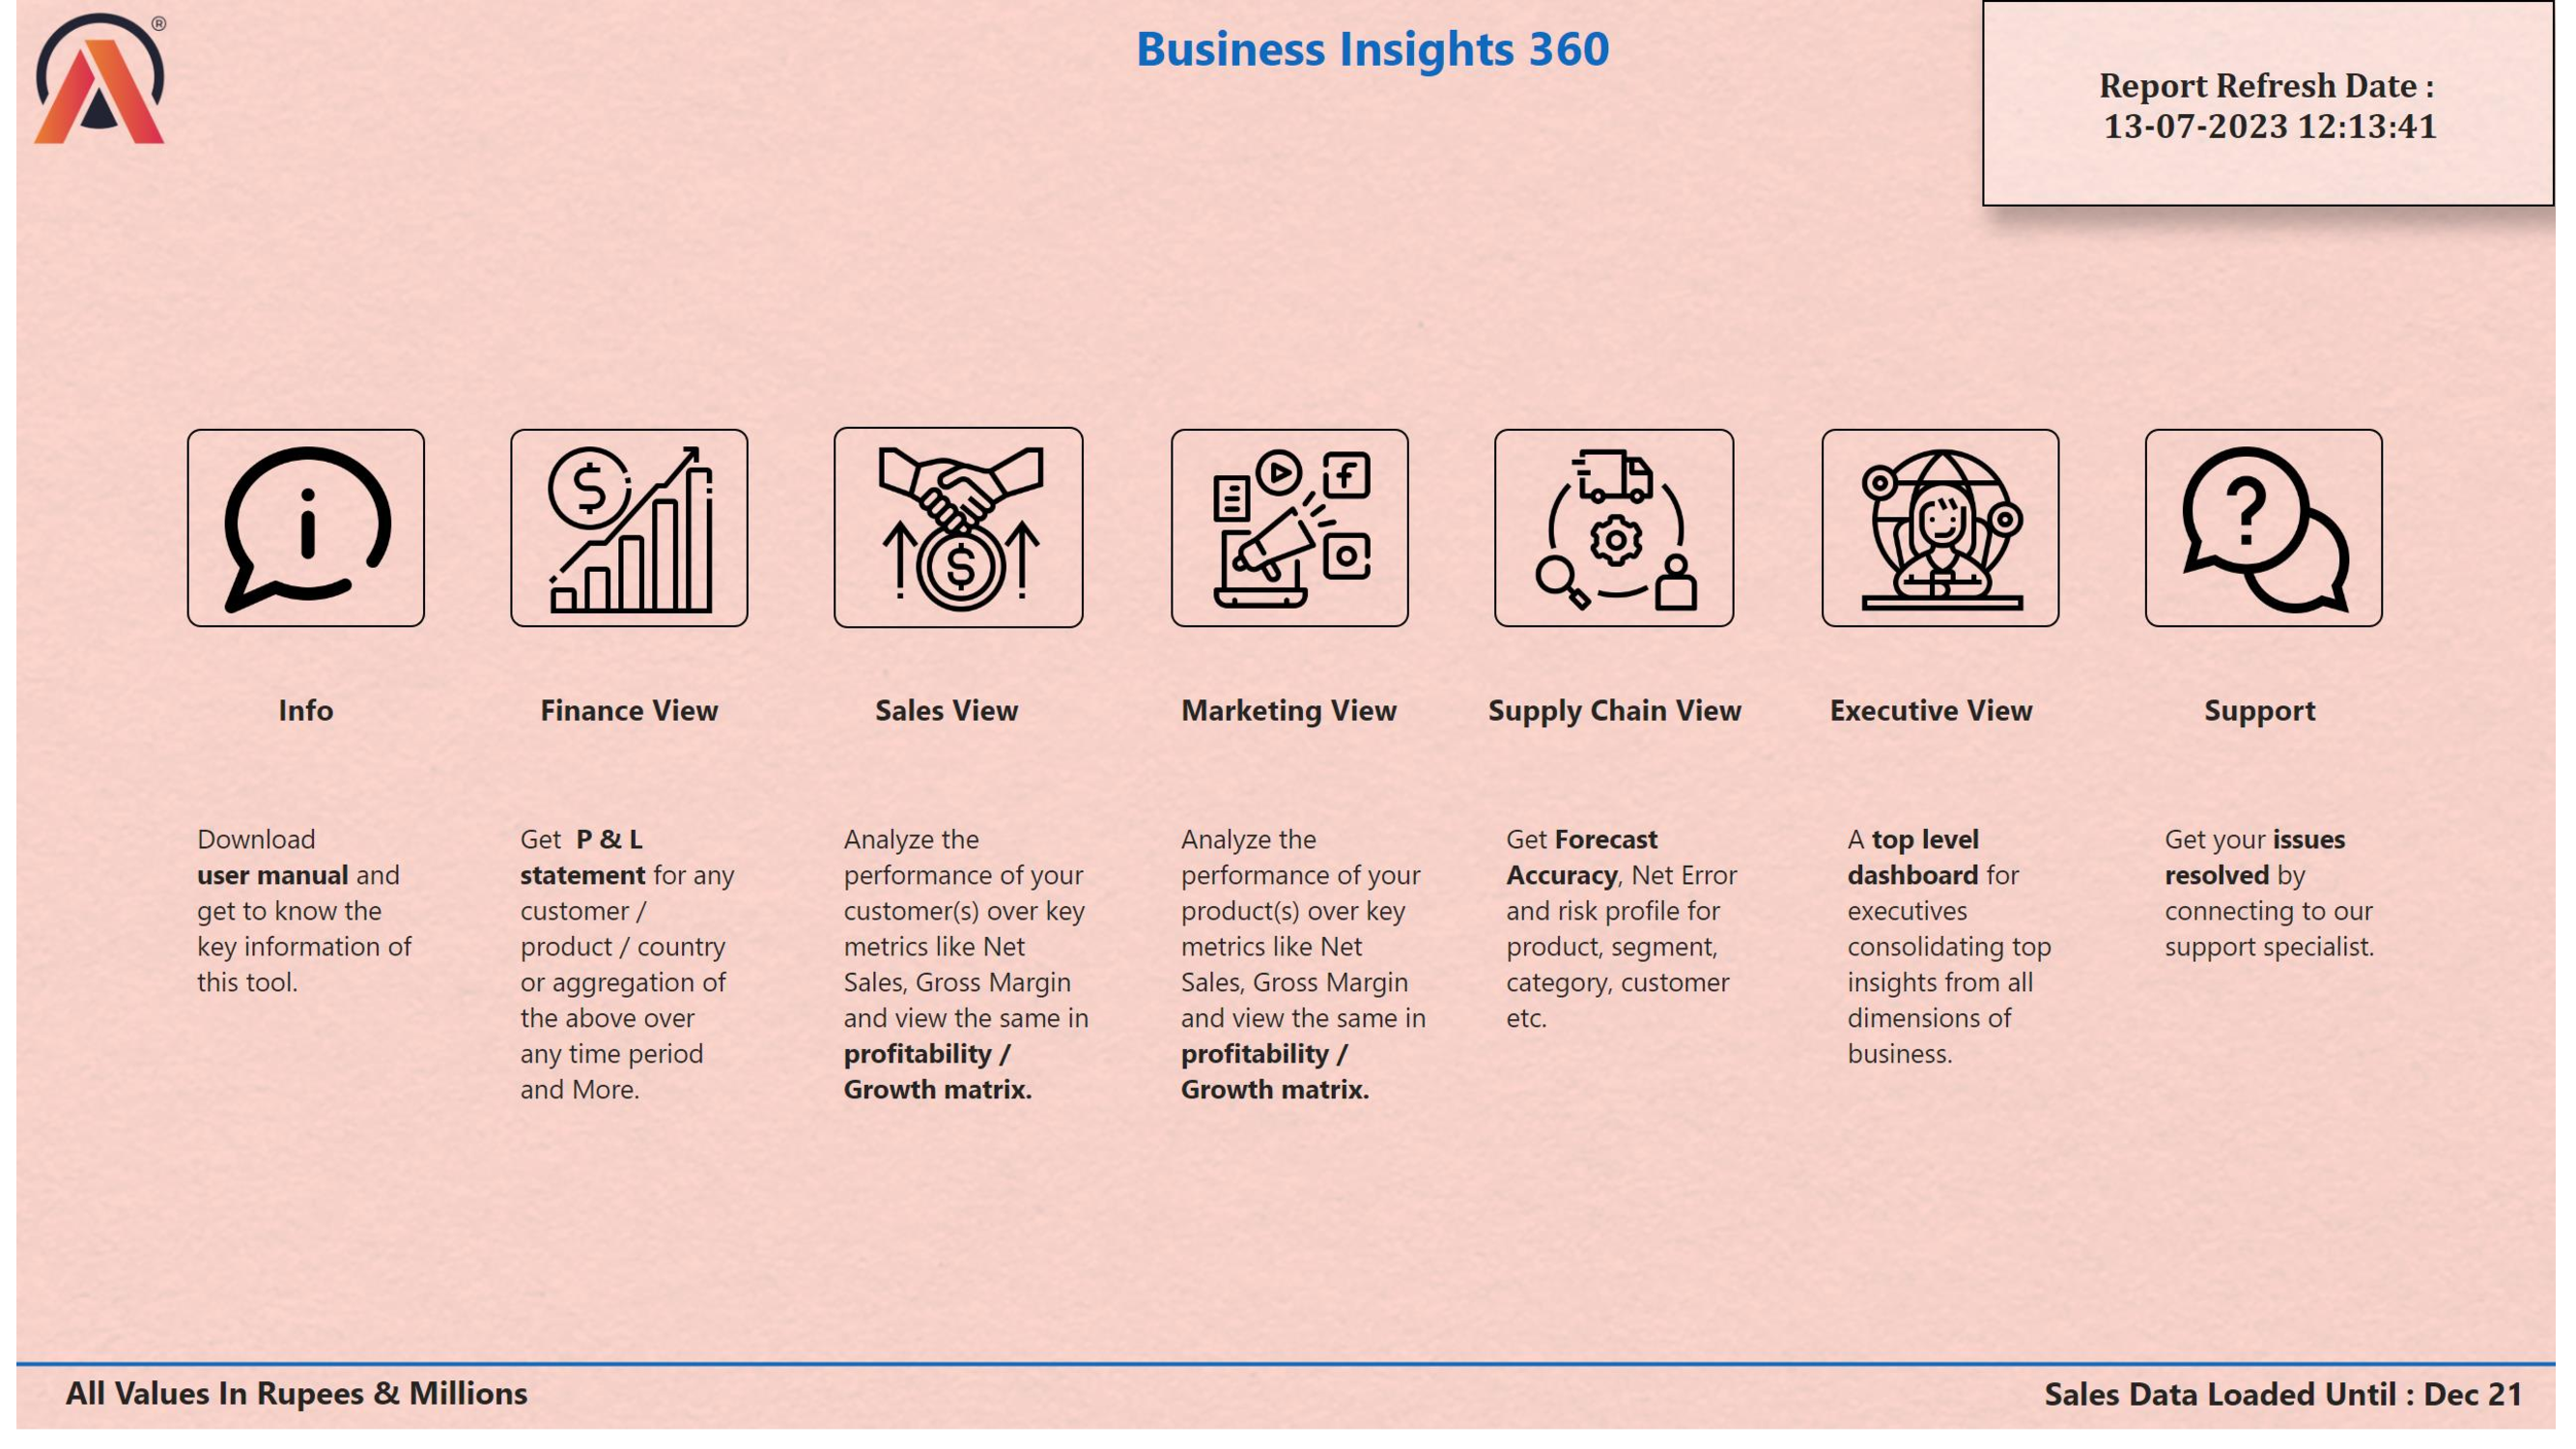 ®
Business Insights 360
Report Refresh Date :
13-07-2023 12:13:41
Info
Download
user manual and
get to know the
key information of
this tool.
Finance View
Get  P & L
statement for any
customer /
product / country
or aggregation of
the above over
any time period
and More.
Sales View
Analyze the
performance of your
customer(s) over key
metrics like Net
Sales, Gross Margin
and view the same in
profitability /
Growth matrix.
Marketing View
Analyze the
performance of your
product(s) over key
metrics like Net
Sales, Gross Margin
and view the same in
profitability /
Growth matrix.
Supply Chain View
Get Forecast
Accuracy, Net Error
and risk profile for
product, segment,
category, customer
etc.
Executive View
A top level
dashboard for
executives
consolidating top
insights from all
dimensions of
business.
Support
Get your issues
resolved by
connecting to our
support specialist.
All Values In Rupees & Millions
Sales Data Loaded Until : Dec 21